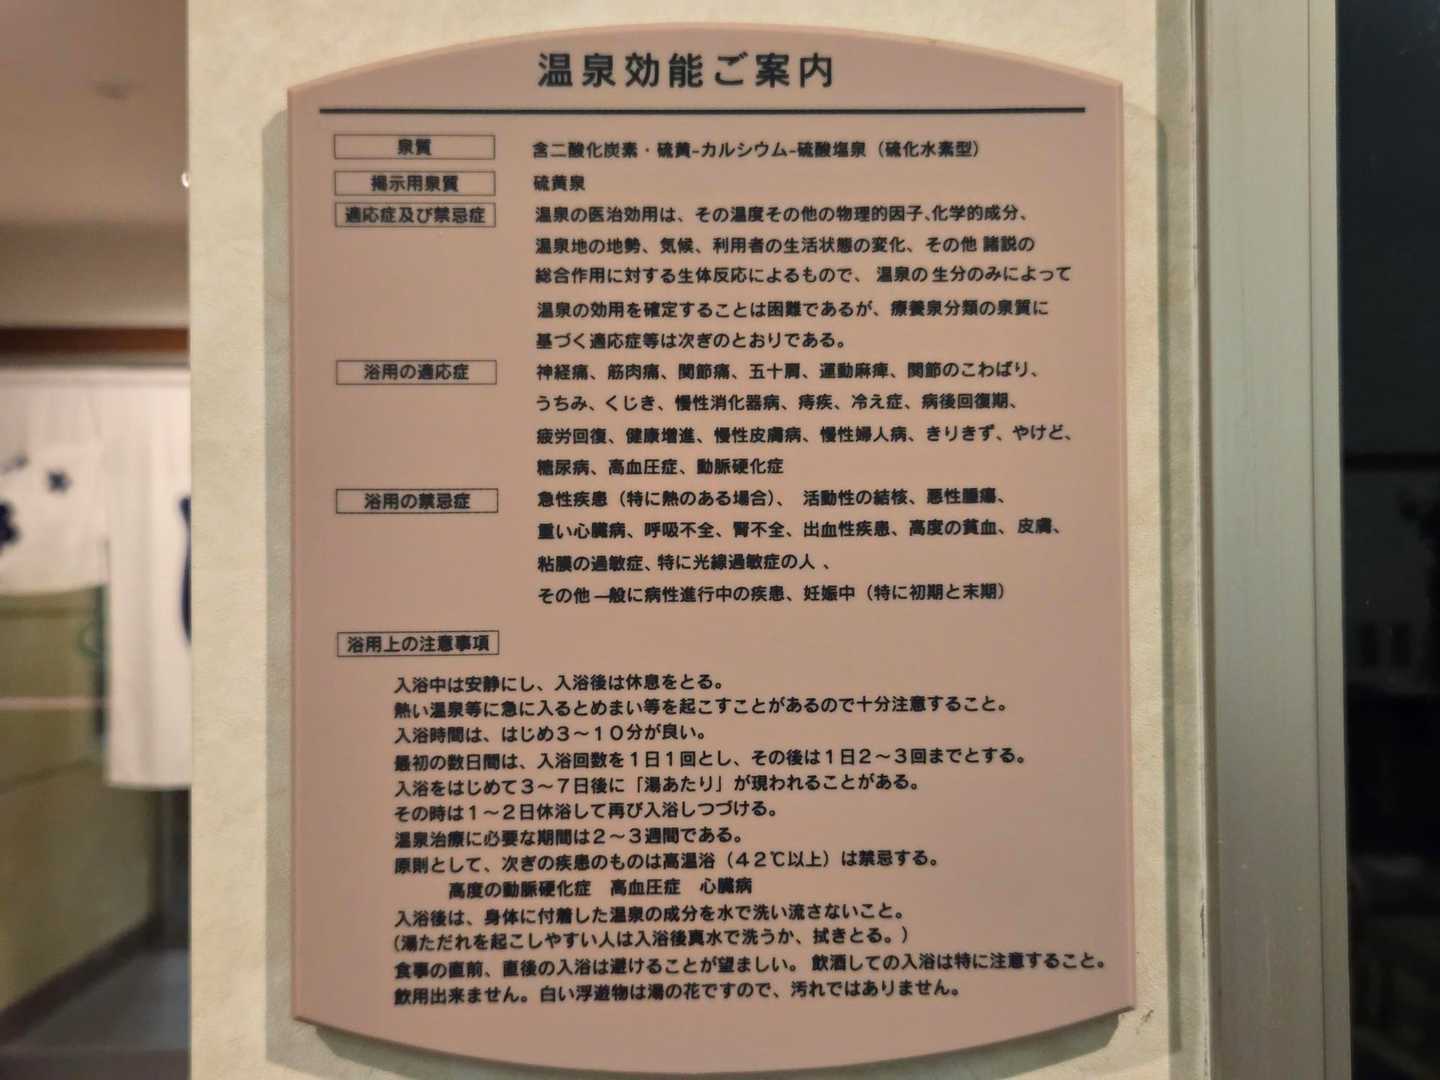 温泉効能ご案内
泉質 含二酸化炭素・硫黄-カルシウム-硫酸塩泉（硫化水素型）
掲示用泉質 硫黄泉
適応症及び禁忌症 温泉の医治効用は、その温度その他の物理的因子、化学的成分、
温泉地の地勢、気候、利用者の生活状態の変化、その他 諸説の
総合作用に対する生体反応によるもので、 温泉の 生分のみによって
温泉の効用を確定することは困難であるが、療養泉分類の泉質に
基づく適応症等は次ぎのとおりである。
浴用の適応症 神経痛、筋肉痛、関節痛、五十肩、運動麻痺、関節のこわばり、
うちみ、くじき、慢性消化器病、痔疾、冷え症、病後回復期、
疲労回復、健康増進、慢性皮膚病、慢性婦人病、きりきず、やけど、
糖尿病、高血圧症、動脈硬化症
浴用の禁忌症 急性疾患（特に熱のある場合）、 活動性の結核、悪性腫瘍、
重い心臓病、呼吸不全、腎不全、出血性疾患、高度の貧血、皮膚、
粘膜の過敏症、特に光線過敏症の人 、
その他 一般に病性進行中の疾患、妊娠中（特に初期と末期）
浴用上の注意事項
入浴中は安静にし、入浴後は休息をとる。
熱い温泉等に急に入るとめまい等を起こすことがあるので十分注意すること。
入浴時間は、はじめ３～１０分が良い。
最初の数日間は、入浴回数を１日１回とし、その後は１日２～３回までとする。
入浴をはじめて３～７日後に「湯あたり」が現われることがある。
その時は１～２日休浴して再び入浴しつづける。
温泉治療に必要な期間は２～３週間である。
原則として、次ぎの疾患のものは高温浴（４２℃以上）は禁忌する。
高度の動脈硬化症 高血圧症 心臓病
入浴後は、身体に付着した温泉の成分を水で洗い流さないこと。
（湯ただれを起こしやすい人は入浴後真水で洗うか、拭きとる。）
食事の直前、直後の入浴は避けることが望ましい。 飲酒しての入浴は特に注意すること。
飲用出来ません。白い浮遊物は湯の花ですので、汚れではありません。